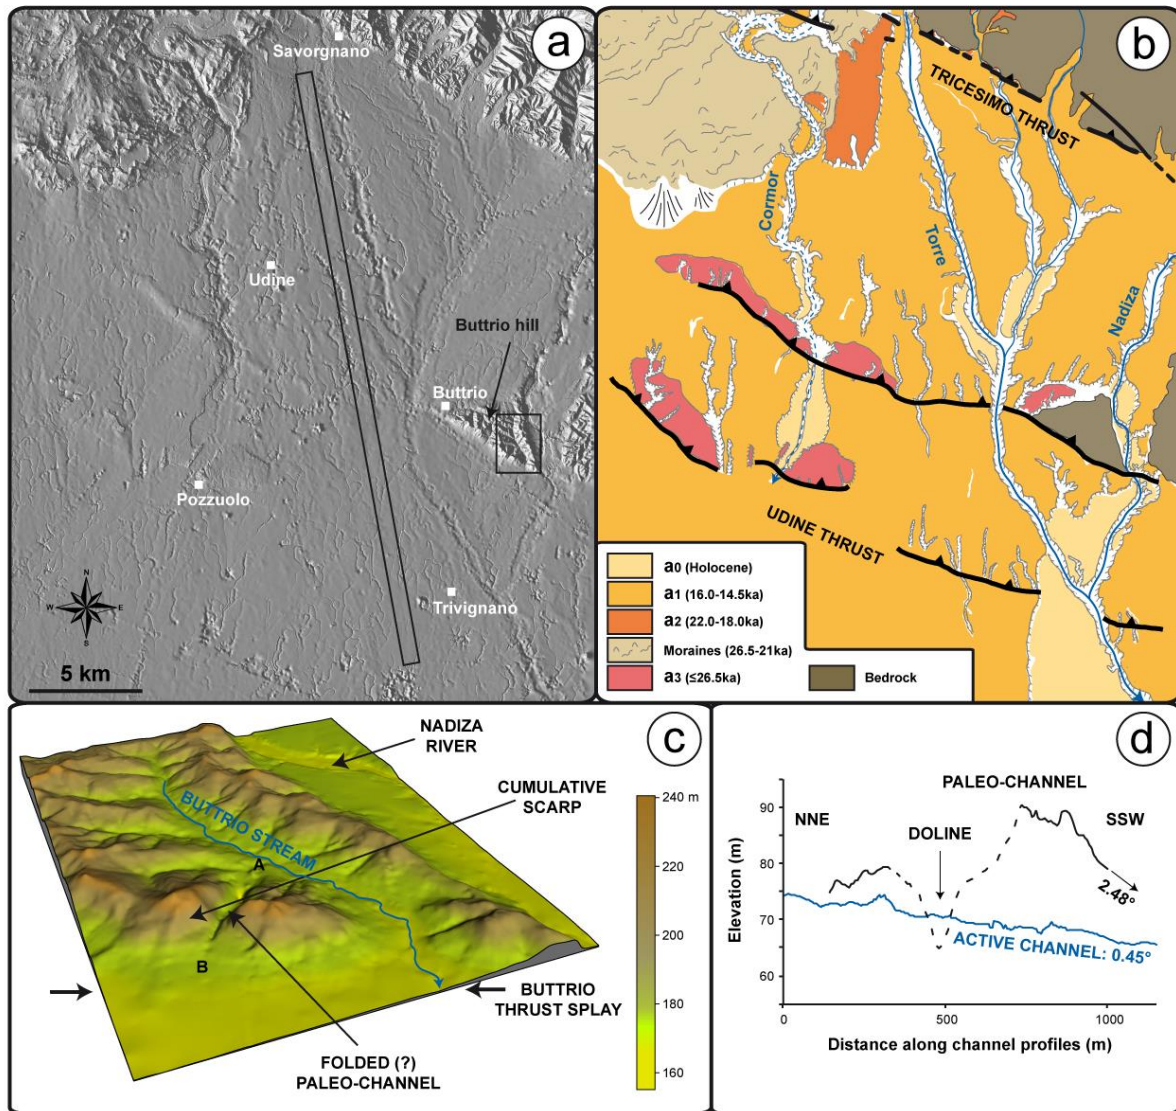 a
Savorgnano
Udine
Buttrio hill
Buttrio
Pozzuolo
Trivignano
N
W
E
S
5 km
b
TRICESIMO THRUST
Cormor
Torre
Nadiza
UDINE THRUST
a0 (Holocene)
a1 (16.0-14.5ka)
a2 (22.0-18.0ka)
Moraines (26.5-21ka)
a3 (≤26.5ka)
Bedrock
c
NADIZA
RIVER
CUMULATIVE
SCARP
BUTTRIO STREAM
A
B
BUTTRIO
THRUST SPLAY
FOLDED (?)
PALEO-CHANNEL
240 m
220
200
180
160
d
PALEO-CHANNEL
NNE
DOLINE
SSW
2.48°
ACTIVE CHANNEL: 0.45°
Elevation (m)
90
80
70
60
0
500
1000
Distance along channel profiles (m)